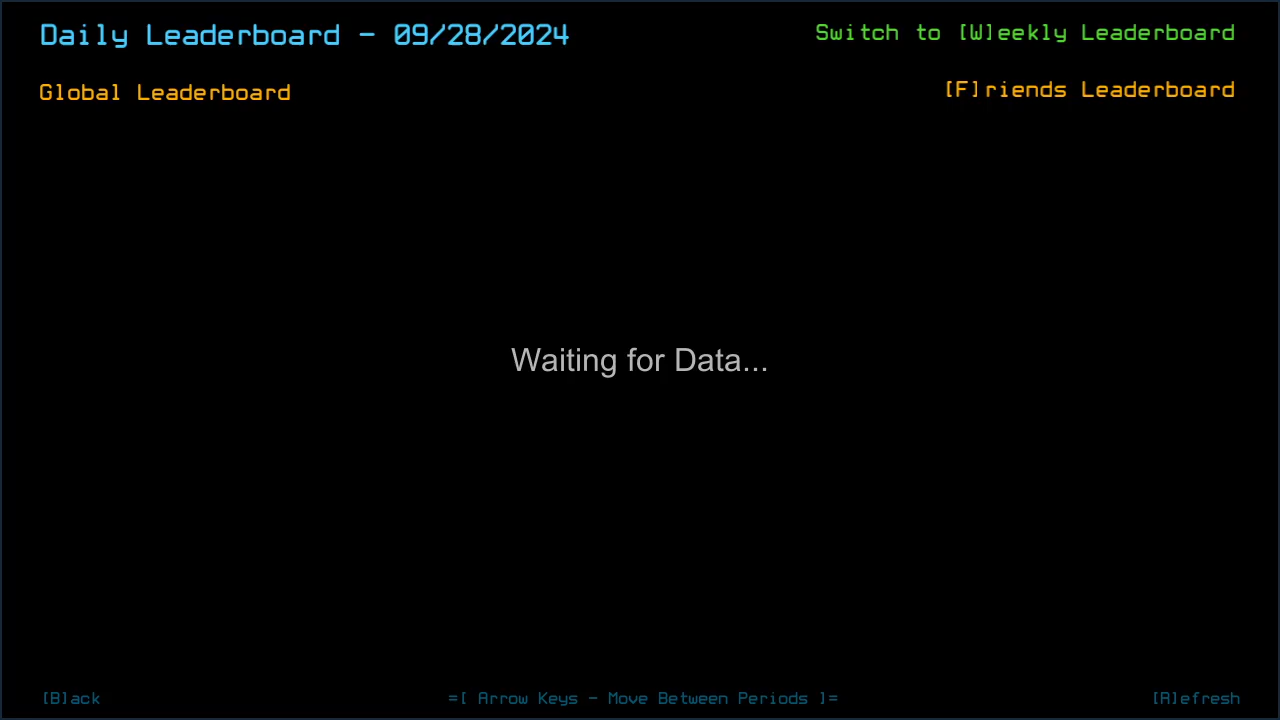 Daily Leaderboard - 09/28/2024
Switch to [W]eekly Leaderboard
Global Leaderboard
[F]riends Leaderboard
Waiting for Data...
[B]ack
=[ Arrow Keys - Move Between Periods ]=
[R]efresh